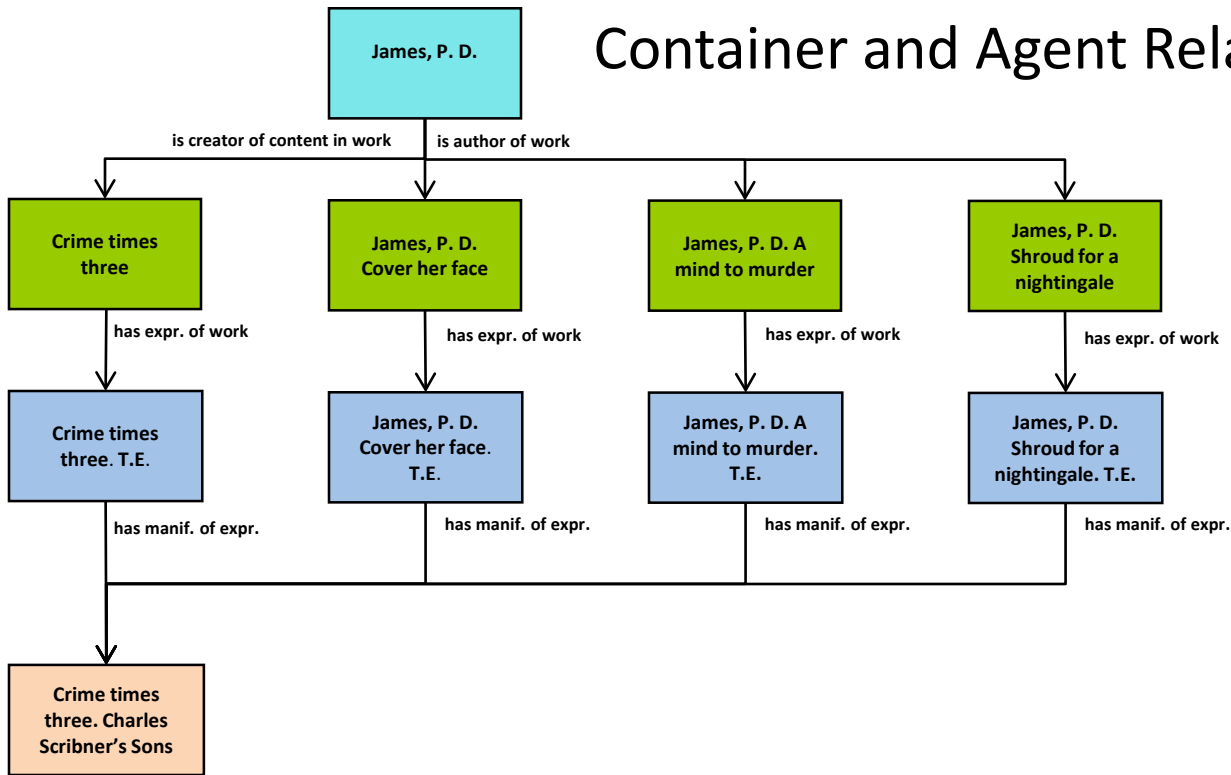 James, P. D.
Container and Agent Rela
is creator of content in work
is author of work
Crime times
three
James, P. D.
Cover her face
James, P. D. A
mind to murder
James, P. D.
Shroud for a
nightingale
has expr. of work
has expr. of work
has expr. of work
has expr. of work
Crime times
three. T.E.
James, P. D.
Cover her face.
T.E.
James, P. D. A
mind to murder.
T.E.
James, P. D.
Shroud for a
nightingale. T.E.
has manif. of expr.
has manif. of expr.
has manif. of expr.
has manif. of expr.
Crime times
three. Charles
Scribner's Sons